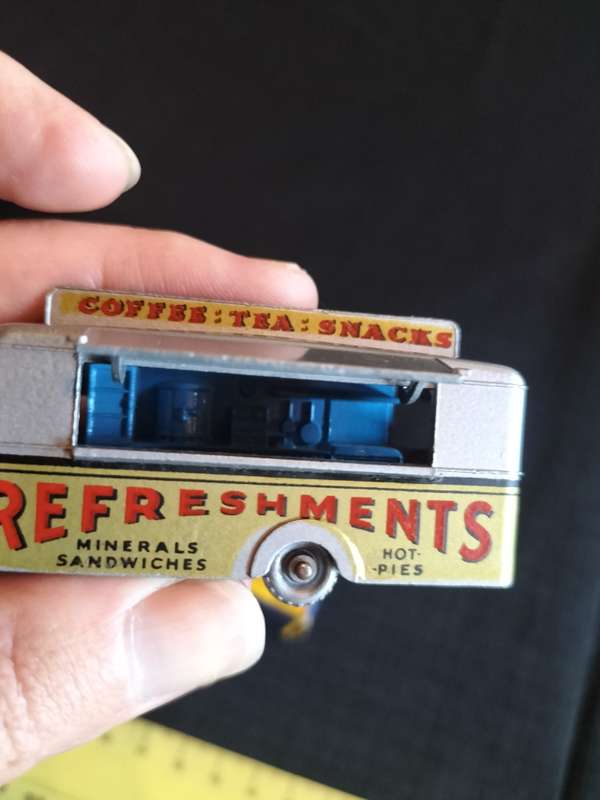 COFFEE : TEA : SNACKS
REFRESHMENTS
MINERALS
SANDWICHES
HOT-
-PIES